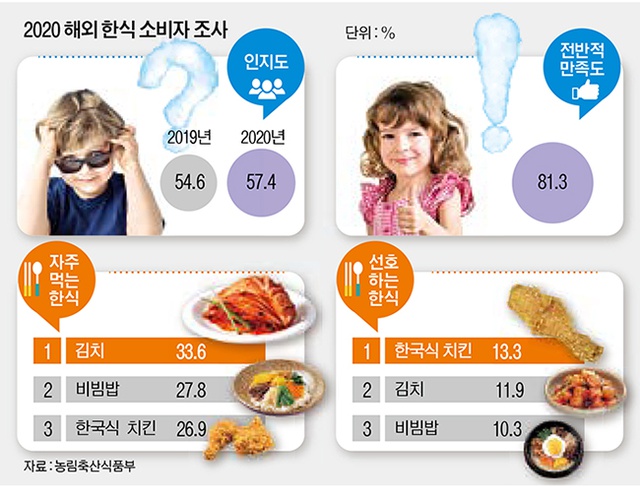 2020 해외 한식 소비자 조사
단위 : %
인지도
2019년
2020년
54.6
57.4
전반적
만족도
81.3
자주
먹는
한식
1 김치 33.6
2 비빔밥 27.8
3 한국식 치킨 26.9
선호
하는
한식
1 한국식 치킨 13.3
2 김치 11.9
3 비빔밥 10.3
자료 : 농림축산식품부